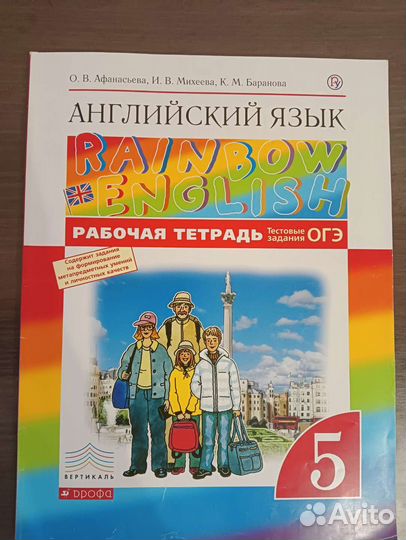 О. В. Афанасьева, И. В. Михеева, К. М. Баранова
АНГЛИЙСКИЙ ЯЗЫК
RAINBOW
ENGLISH
РАБОЧАЯ ТЕТРАДЬ
Тестовые
задания ОГЭ
Содержит задания
на формирование
метапредметных умений
и личностных качеств
ВЕРТИКАЛЬ
дрофа
5
Avito